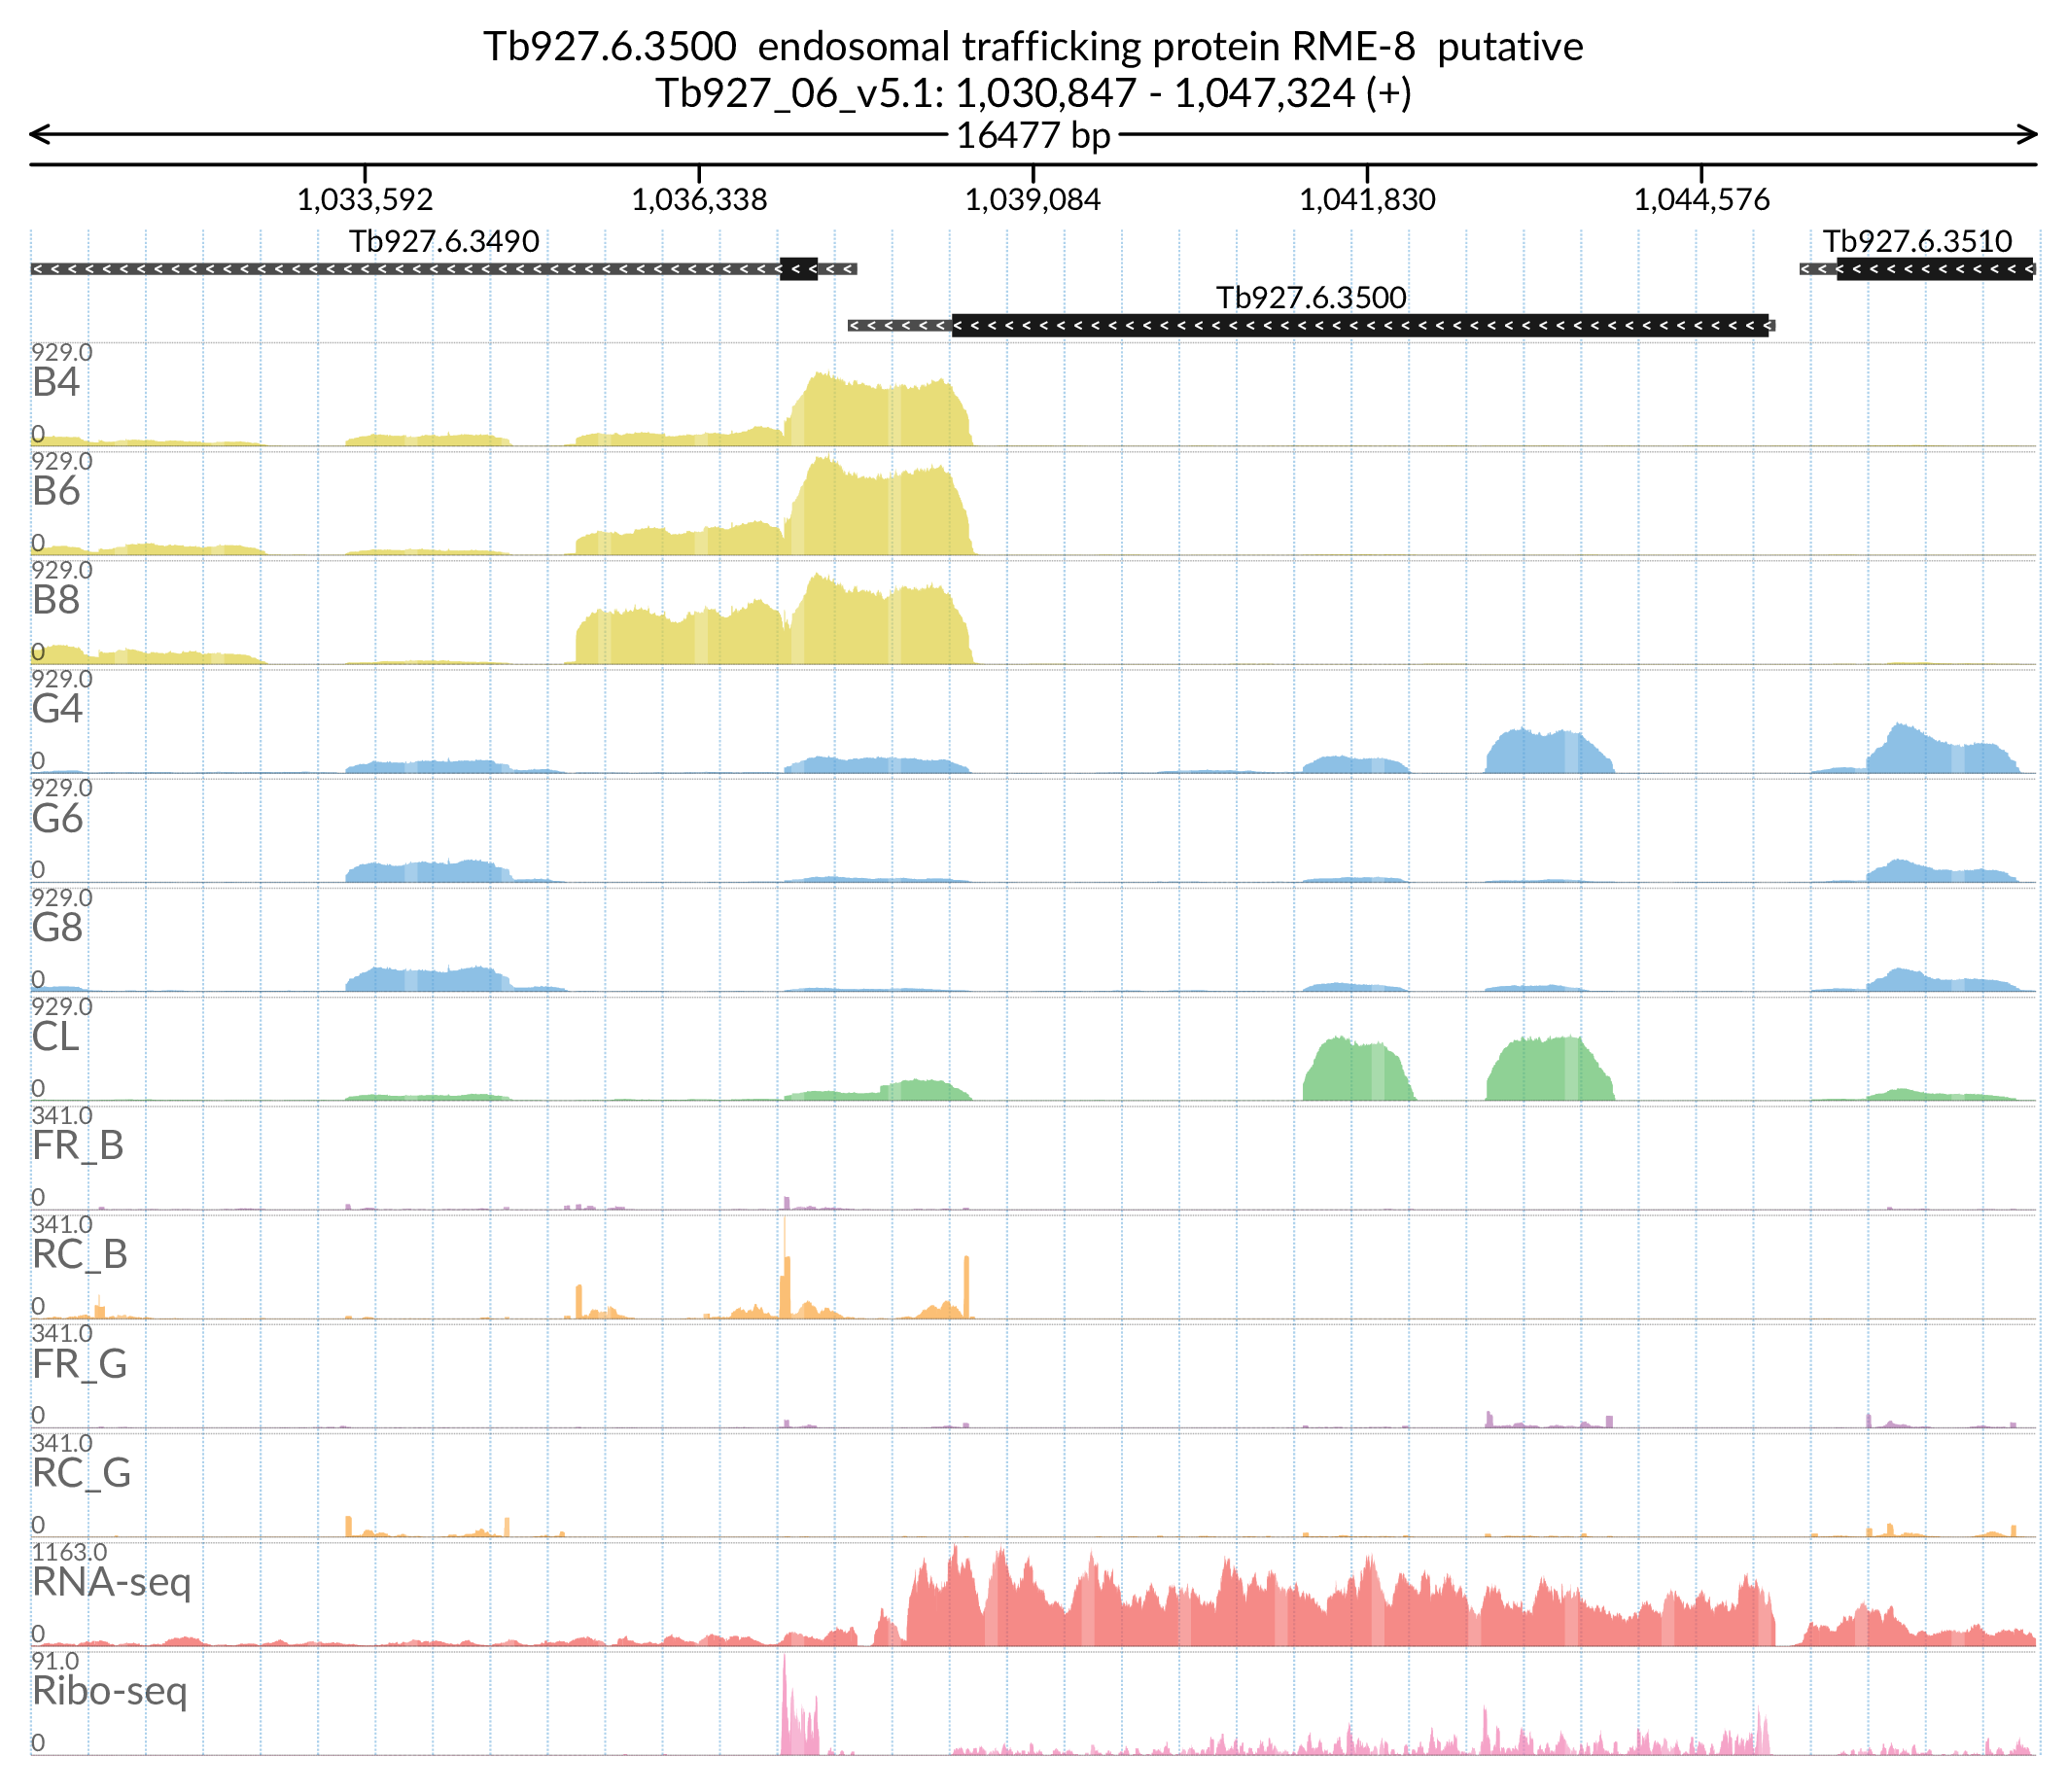 Tb927.6.3500  endosomal trafficking protein RME-8  putative
Tb927_06_v5.1: 1,030,847 - 1,047,324 (+)
16477 bp
1,033,592 1,036,338 1,039,084 1,041,830 1,044,576
Tb927.6.3490 Tb927.6.3510
Tb927.6.3500
929.0
B4
0
929.0
B6
0
929.0
B8
0
929.0
G4
0
929.0
G6
0
929.0
G8
0
929.0
CL
0
341.0
FR_B
0
341.0
RC_B
0
341.0
FR_G
0
341.0
RC_G
0
1163.0
RNA-seq
0
91.0
Ribo-seq
0